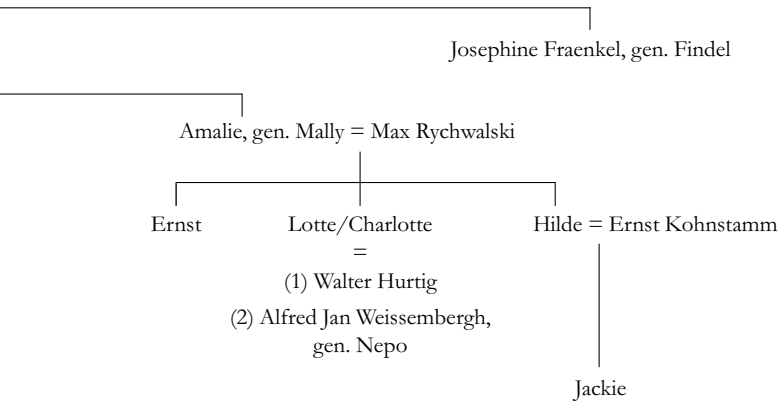 Josephine Fraenkel, gen. Findel
Amalie, gen. Mally = Max Rychwalski
Ernst
Lotte/Charlotte
=
(1) Walter Hurtig
(2) Alfred Jan Weissembergh,
gen. Nepo
Hilde = Ernst Kohnstamm
Jackie